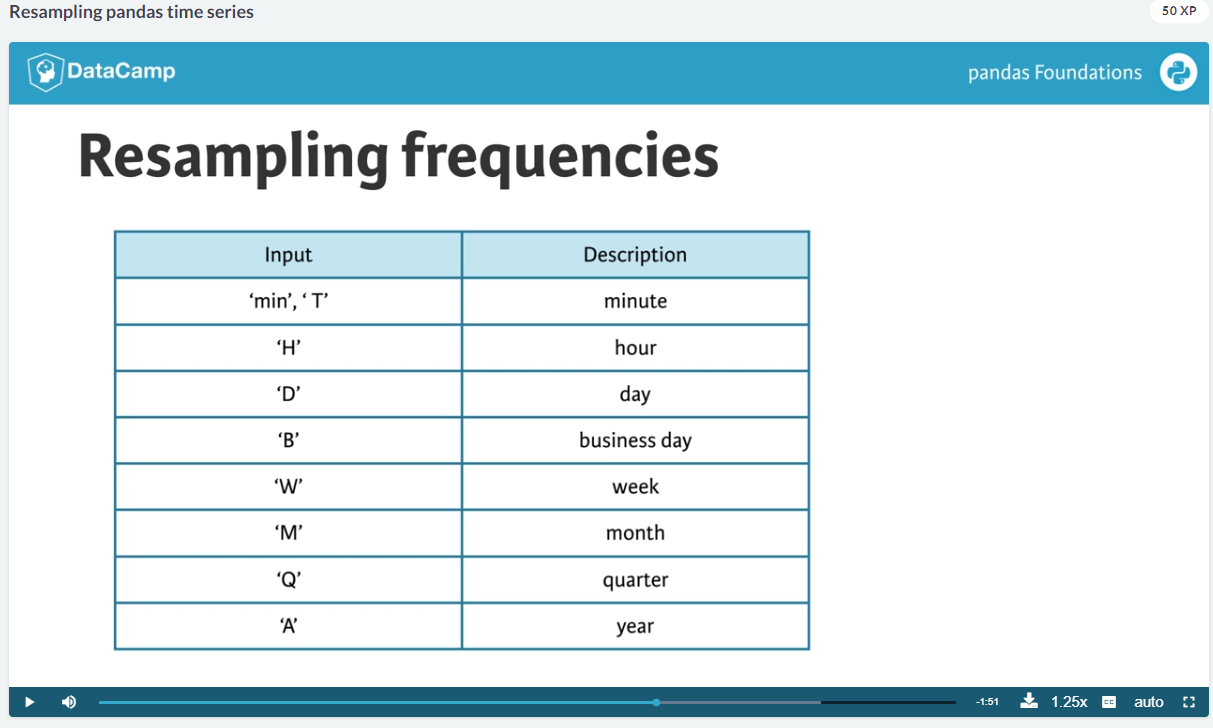 Resampling pandas time series
50 XP
DataCamp
pandas Foundations
Resampling frequencies
Input Description
‘min’, ‘ T’ minute
‘H’ hour
‘D’ day
‘B’ business day
‘W’ week
‘M’ month
‘Q’ quarter
‘A’ year
-1:51 1.25x CC auto